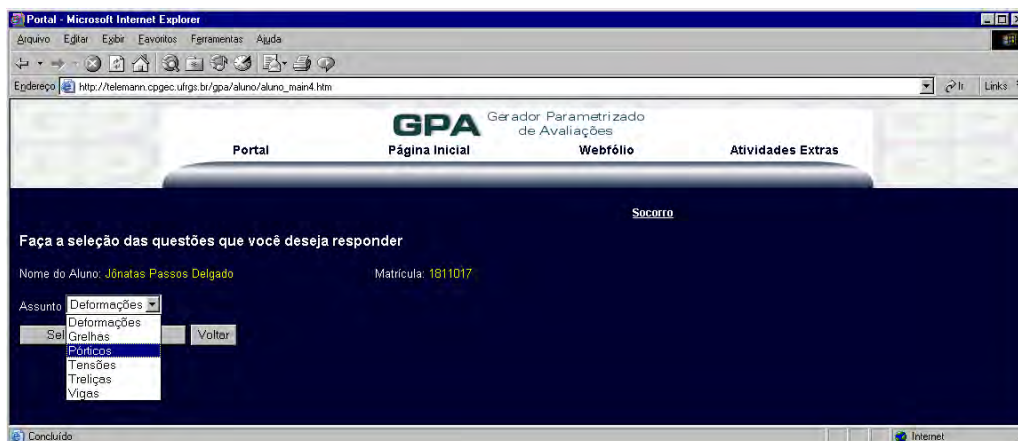 Portal - Microsoft Internet Explorer
Arquivo Editar Exibir Favoritos Ferramentas Ajuda
Endereço http://telemann.cpgec.ufrgs.br/gpa/aluno/aluno_main4.htm Ir Links
GPA Gerador Parametrizado
de Avaliações
Portal Página Inicial Webfólio Atividades Extras
Socorro
Faça a seleção das questões que você deseja responder
Nome do Aluno: Jônatas Passos Delgado Matrícula: 1811017
Assunto Deformações
Deformações
Sel Grelhas Voltar
Pórticos
Tensões
Treliças
Vigas
Concluído Internet